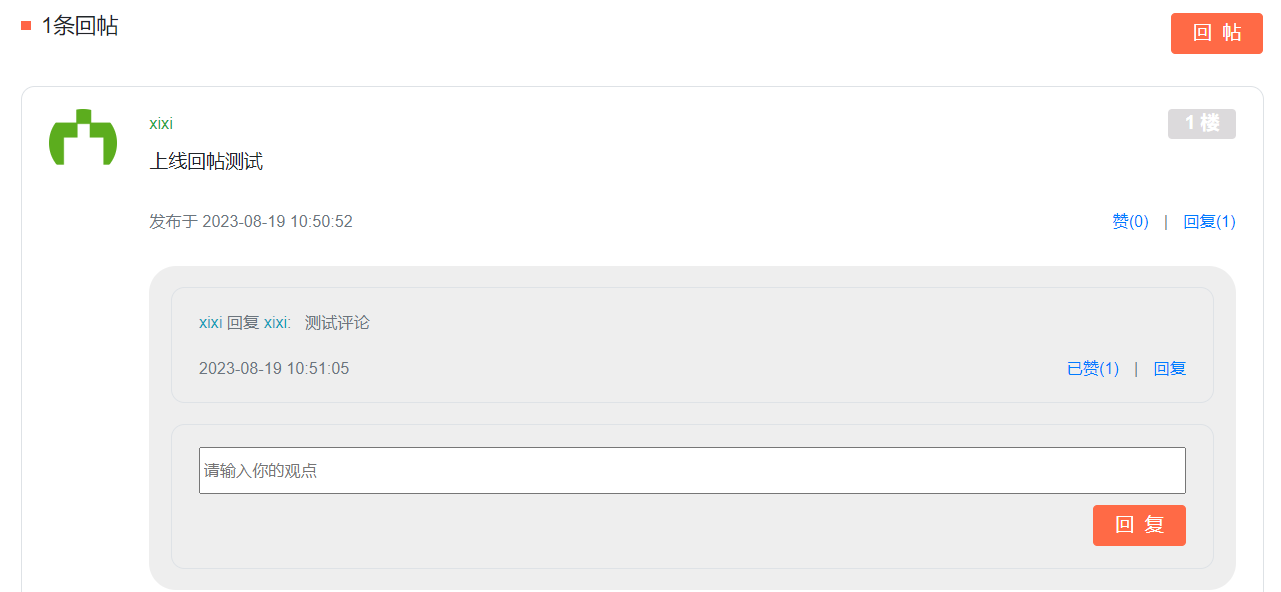 1条回帖
回 帖
xixi
1 楼
上线回帖测试
发布于 2023-08-19 10:50:52
赞(0) | 回复(1)
xixi 回复 xixi: 测试评论
2023-08-19 10:51:05
已赞(1) | 回复
请输入你的观点
回 复